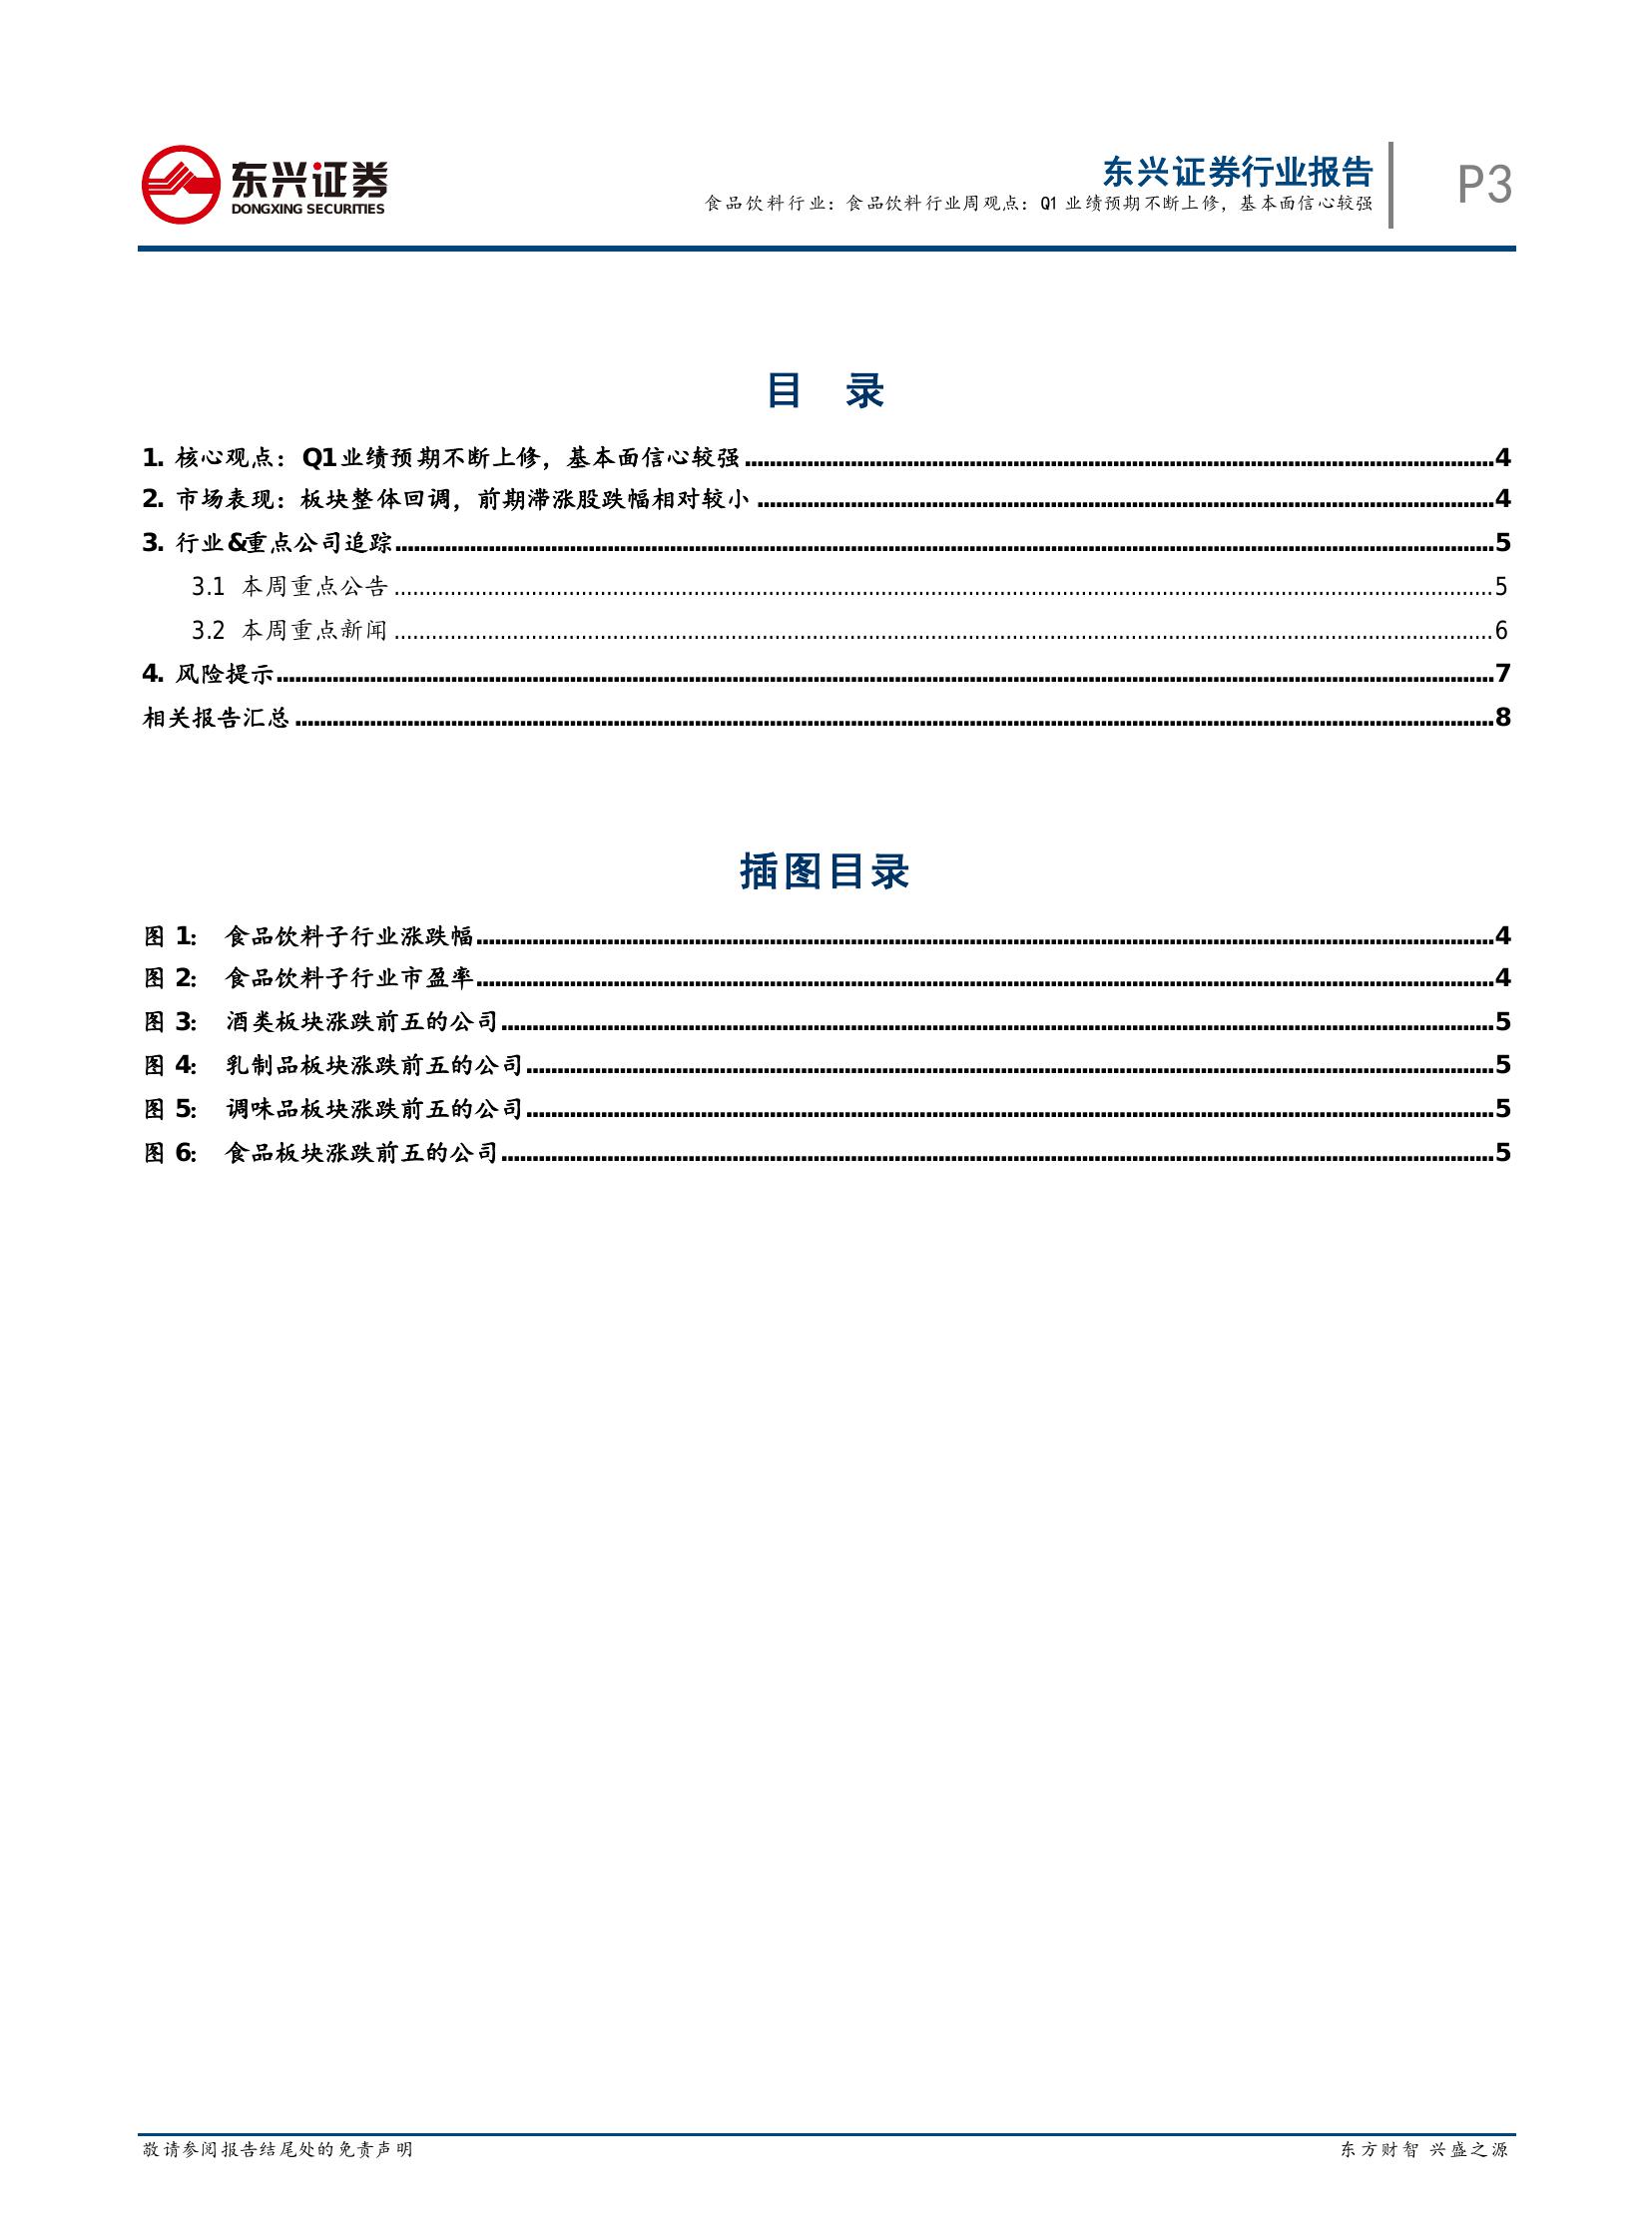 东兴证券
DONGXING SECURITIES
东兴证券行业报告
食品饮料行业：食品饮料行业周观点：Q1 业绩预期不断上修，基本面信心较强
P3
目 录
1. 核心观点：Q1业绩预期不断上修，基本面信心较强........4
2. 市场表现：板块整体回调，前期滞涨股跌幅相对较小........4
3. 行业&重点公司追踪........5
3.1 本周重点公告........5
3.2 本周重点新闻........6
4. 风险提示........7
相关报告汇总........8
插图目录
图 1: 食品饮料子行业涨跌幅........4
图 2: 食品饮料子行业市盈率........4
图 3: 酒类板块涨跌前五的公司........5
图 4: 乳制品板块涨跌前五的公司........5
图 5: 调味品板块涨跌前五的公司........5
图 6: 食品板块涨跌前五的公司........5
敬请参阅报告结尾处的免责声明
东方财智 兴盛之源